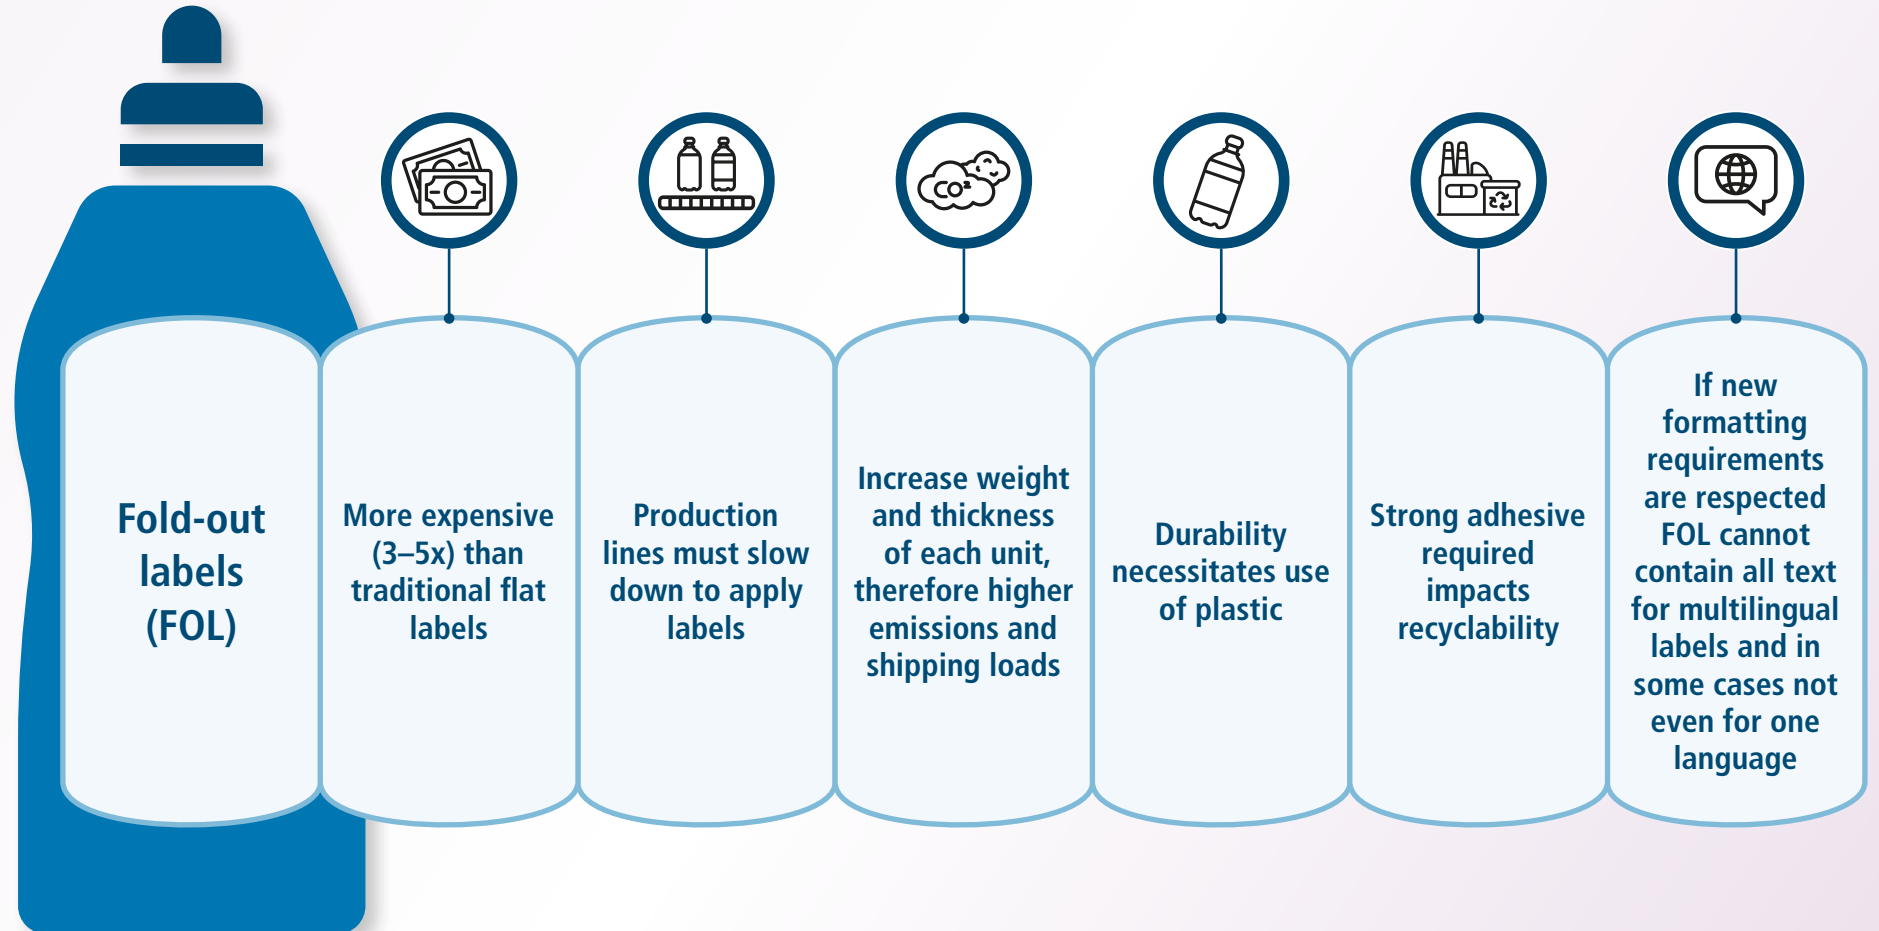 Fold-out
labels
(FOL)
More expensive
(3–5x) than
traditional flat
labels
Production
lines must slow
down to apply
labels
CO2
Increase weight
and thickness
of each unit,
therefore higher
emissions and
shipping loads
Durability
necessitates use
of plastic
Strong adhesive
required
impacts
recyclability
If new
formatting
requirements
are respected
FOL cannot
contain all text
for multilingual
labels and in
some cases not
even for one
language